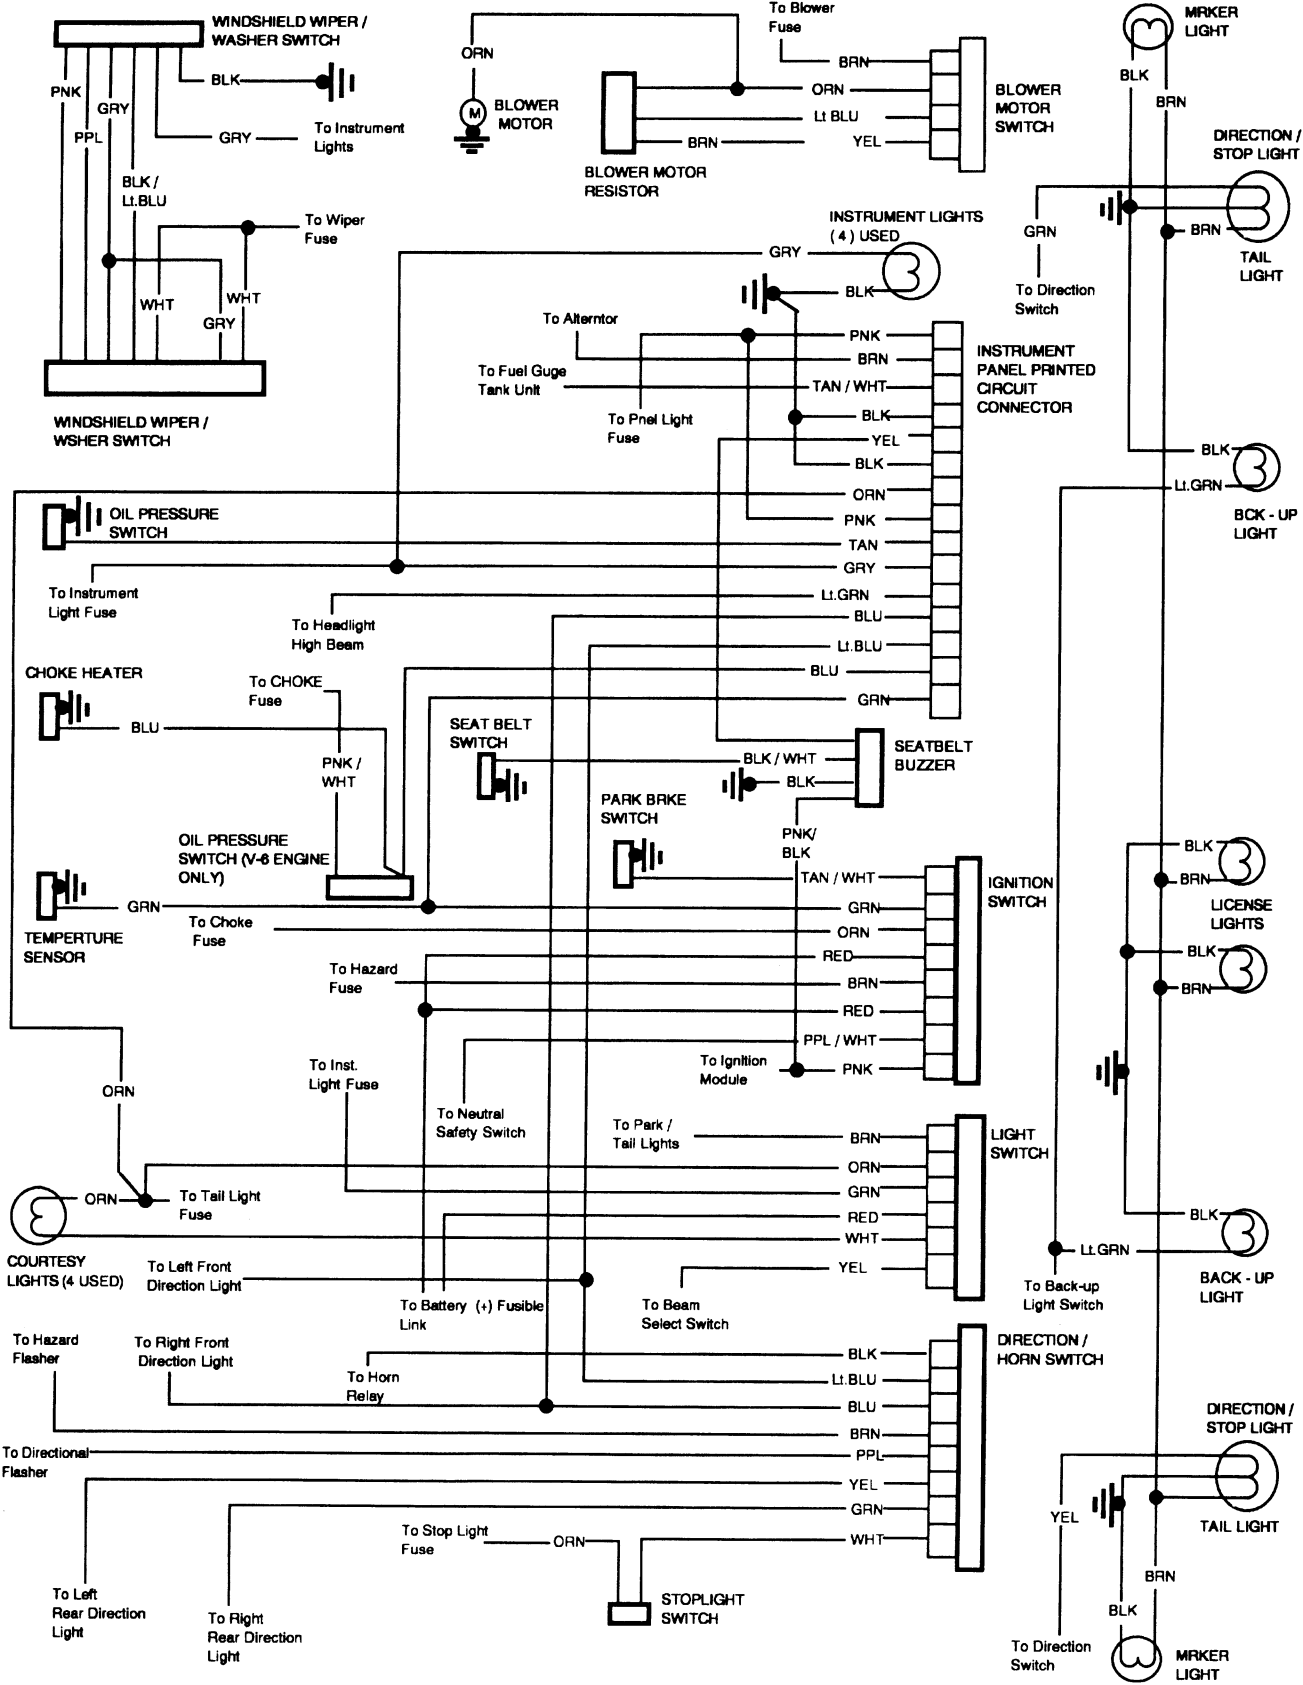 WINDSHIELD WIPER /
WASHER SWITCH
PNK
PPL
GRY
BLK /
Lt.BLU
BLK
GRY
To Instrument
Lights
To Wiper
Fuse
WHT
WHT
GRY
WINDSHIELD WIPER /
WSHER SWITCH
ORN
M
BLOWER
MOTOR
To Blower
Fuse
BRN
ORN
Lt BLU
BRN
YEL
BLOWER
MOTOR
SWITCH
BLOWER MOTOR
RESISTOR
INSTRUMENT LIGHTS
( 4 ) USED
GRY
BLK
To Alterntor
To Fuel Guge
Tank Unit
To Pnel Light
Fuse
PNK
BRN
TAN / WHT
BLK
YEL
BLK
ORN
PNK
TAN
GRY
Lt.GRN
BLU
Lt.BLU
BLU
GRN
INSTRUMENT
PANEL PRINTED
CIRCUIT
CONNECTOR
OIL PRESSURE
SWITCH
To Instrument
Light Fuse
To Headlight
High Beam
CHOKE HEATER
BLU
To CHOKE
Fuse
PNK /
WHT
OIL PRESSURE
SWITCH (V-6 ENGINE
ONLY)
SEAT BELT
SWITCH
BLK / WHT
BLK
SEATBELT
BUZZER
PARK BRKE
SWITCH
PNK/
BLK
TEMPERTURE
SENSOR
GRN
To Choke
Fuse
To Hazard
Fuse
TAN / WHT
GRN
ORN
RED
BRN
RED
PPL / WHT
PNK
IGNITION
SWITCH
To Ignition
Module
To Inst.
Light Fuse
To Neutral
Safety Switch
ORN
To Park /
Tail Lights
BRN
ORN
GRN
RED
WHT
YEL
LIGHT
SWITCH
ORN
To Tail Light
Fuse
COURTESY
LIGHTS (4 USED)
To Left Front
Direction Light
To Battery (+) Fusible
Link
To Beam
Select Switch
To Hazard
Flasher
To Right Front
Direction Light
To Horn
Relay
BLK
Lt.BLU
BLU
BRN
PPL
YEL
GRN
WHT
DIRECTION /
HORN SWITCH
To Directional
Flasher
To Left
Rear Direction
Light
To Right
Rear Direction
Light
To Stop Light
Fuse
ORN
STOPLIGHT
SWITCH
MRKER
LIGHT
BLK
BRN
DIRECTION /
STOP LIGHT
GRN
BRN
TAIL
LIGHT
To Direction
Switch
BLK
Lt.GRN
BCK - UP
LIGHT
BLK
BRN
LICENSE
LIGHTS
BLK
BRN
BLK
Lt.GRN
BACK - UP
LIGHT
To Back-up
Light Switch
DIRECTION /
STOP LIGHT
YEL
TAIL LIGHT
BRN
BLK
To Direction
Switch
MRKER
LIGHT